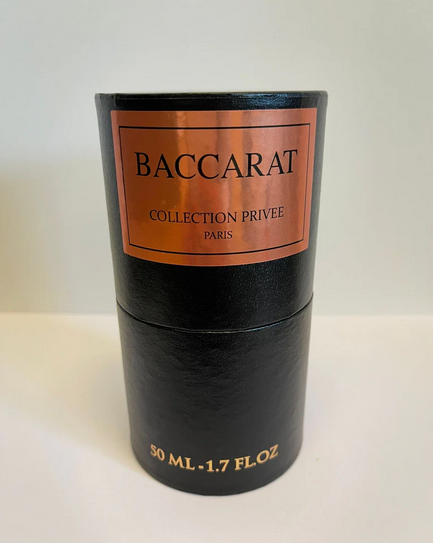 BACCARAT
COLLECTION PRIVEE
PARIS
50 ML -1.7 FL.OZ